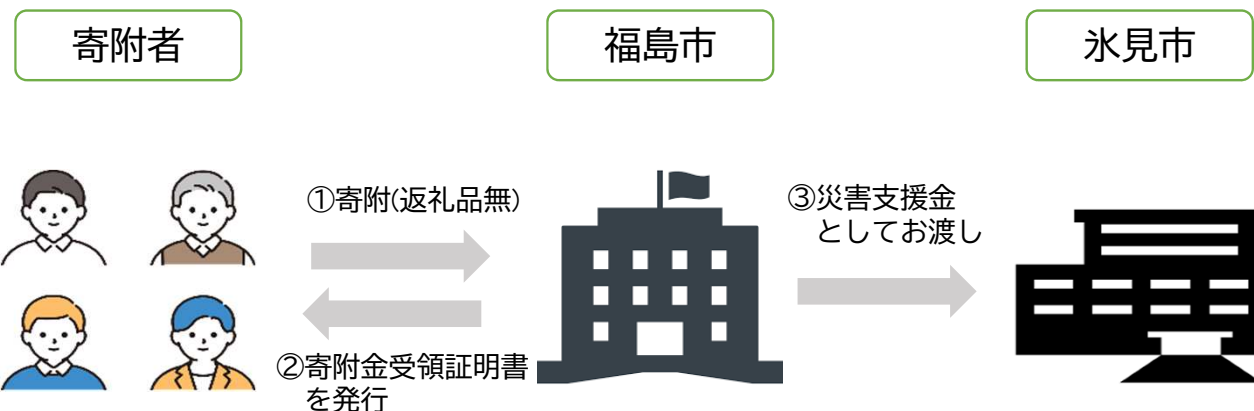 寄附者
福島市
氷見市
①寄附(返礼品無)
②寄附金受領証明書
を発行
③災害支援金
としてお渡し